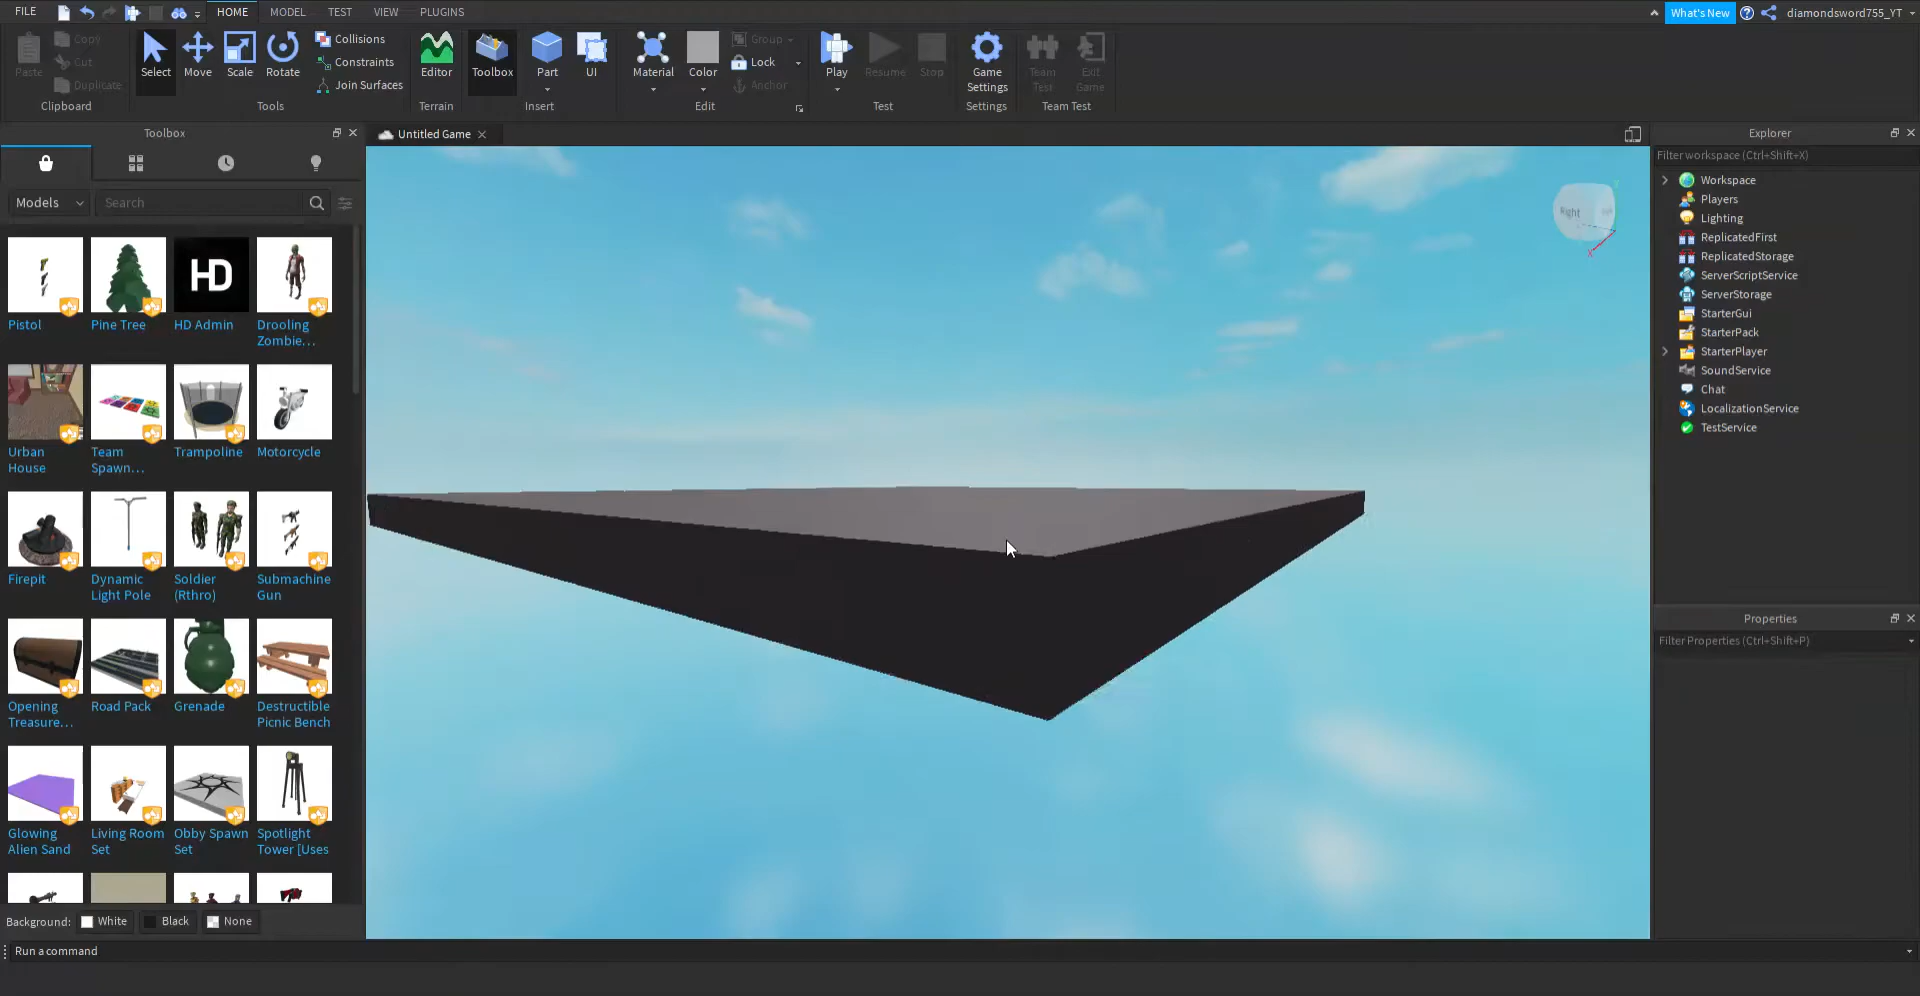 FILE HOME MODEL TEST VIEW PLUGINS What's New diamondsword755_YT
Paste Copy Cut Duplicate
Clipboard
Select Move Scale Rotate
Collisions
Constraints
Join Surfaces
Tools
Editor
Terrain
Toolbox Part UI
Insert
Material Color
Group
Lock
Anchor
Edit
Play Resume Stop
Test
Game
Settings
Settings
Team
Test
Exit
Game
Team Test
Toolbox
Models Search
Pistol
Pine Tree
HD
HD Admin
Drooling
Zombie...
Urban
House
Team
Spawn...
Trampoline
Motorcycle
Firepit
Dynamic
Light Pole
Soldier
(Rthro)
Submachine
Gun
Opening
Treasure...
Road Pack
Grenade
Destructible
Picnic Bench
Glowing
Alien Sand
Living Room
Set
Obby Spawn
Set
Spotlight
Tower [Uses
Background: White Black None
Run a command
Untitled Game
Right
X
Explorer
Filter workspace (Ctrl+Shift+X)
Workspace
Players
Lighting
ReplicatedFirst
ReplicatedStorage
ServerScriptService
ServerStorage
StarterGui
StarterPack
StarterPlayer
SoundService
Chat
LocalizationService
TestService
Properties
Filter Properties (Ctrl+Shift+P)